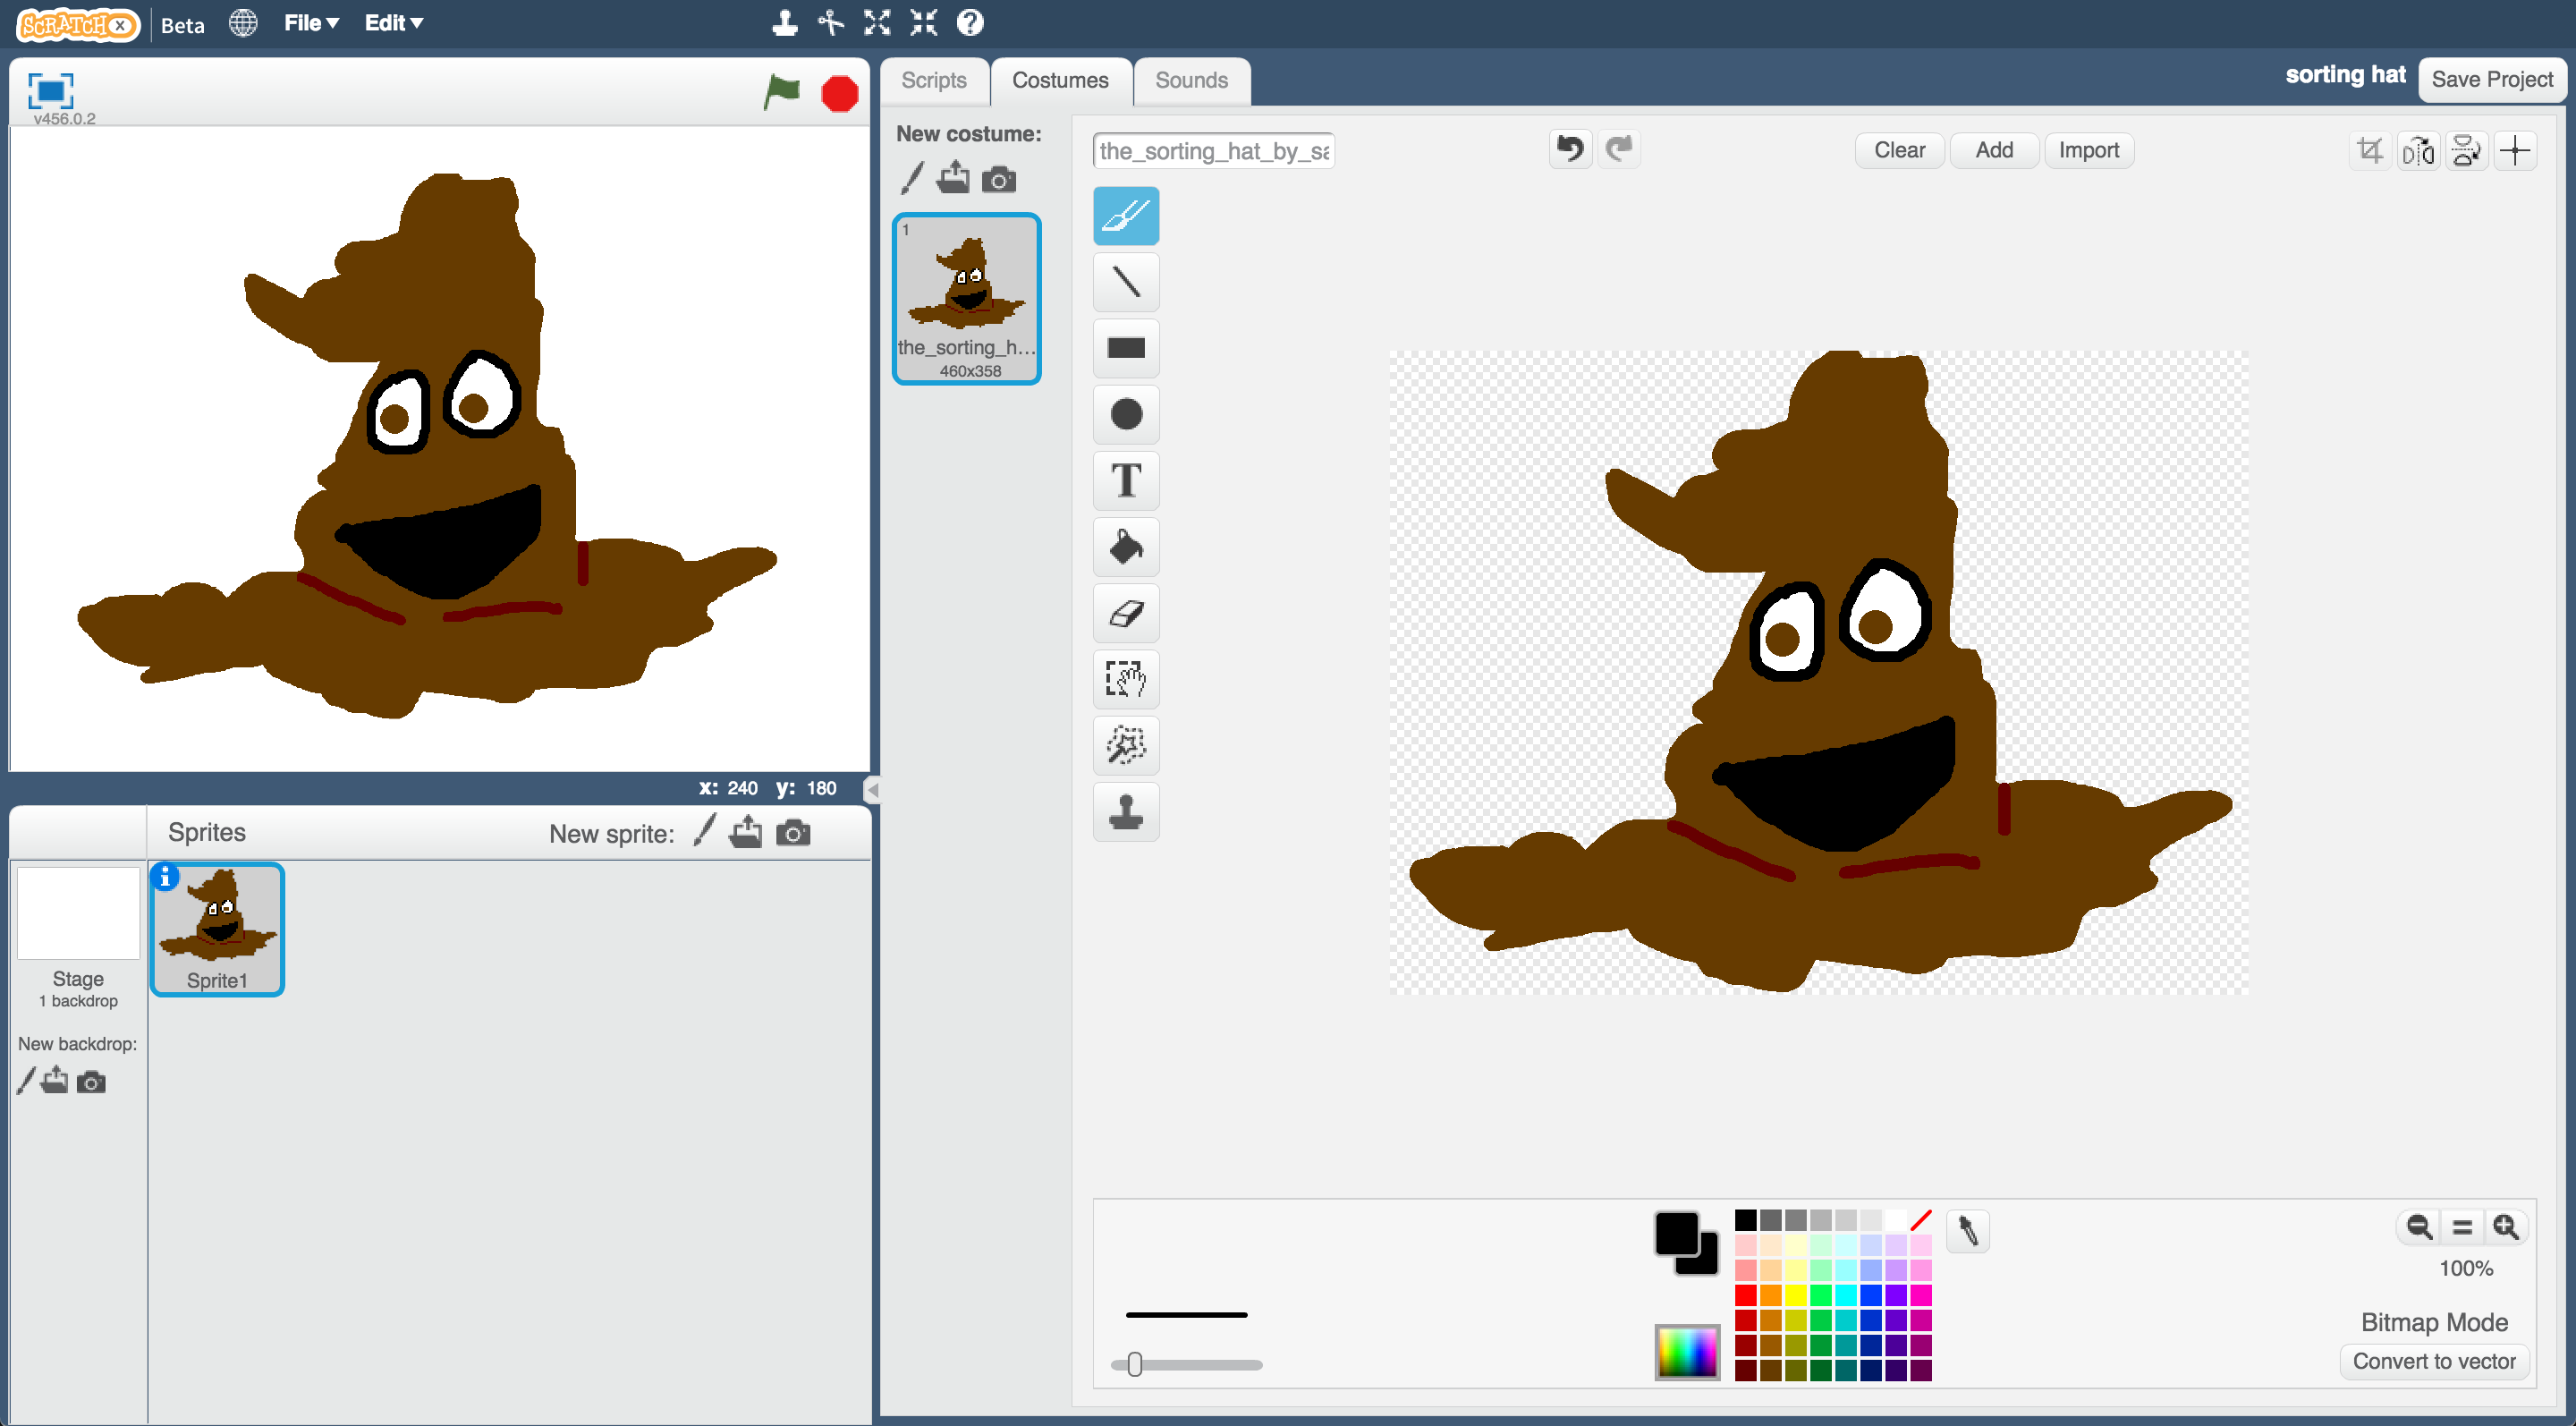 SCRATCHX Beta File Edit
v456.0.2
Scripts Costumes Sounds
sorting hat Save Project
New costume:
the_sorting_hat_by_sa
Clear Add Import
1
the_sorting_h...
460x358
T
x: 240 y: 180
Sprites New sprite:
Sprite1
Stage
1 backdrop
New backdrop:
100%
Bitmap Mode
Convert to vector